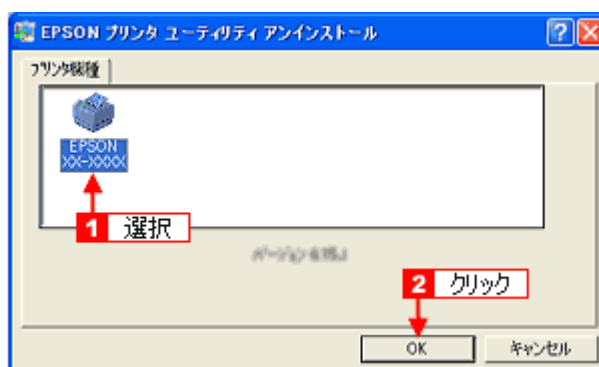 EPSON プリンタ ユーティリティ アンインストール
プリンタ機種
EPSON
XX-XXXX
1 選択
2 クリック
OK
キャンセル